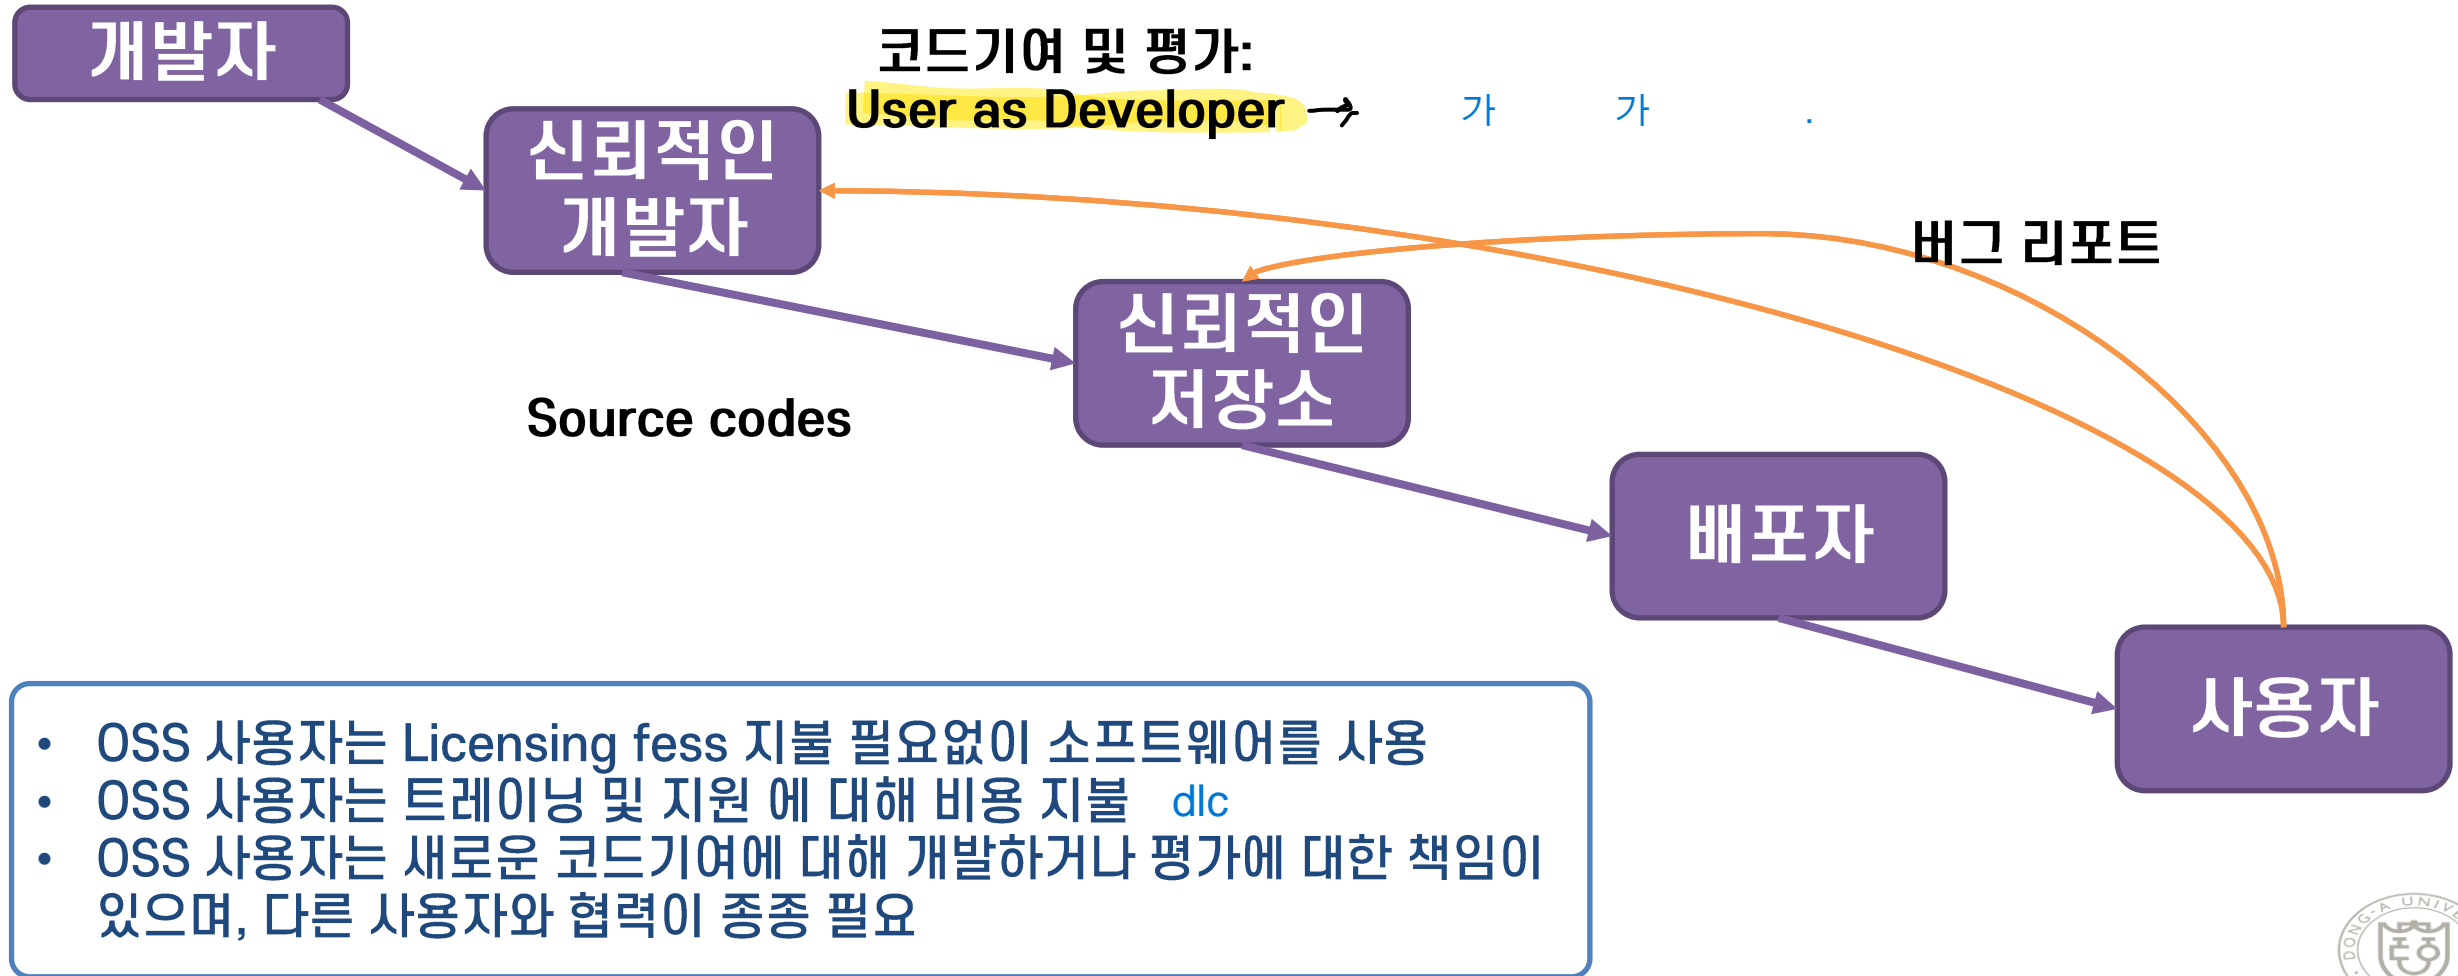 개발자
코드기여 및 평가:
User as Developer → 가 가 .
신뢰적인
개발자
버그 리포트
신뢰적인
저장소
Source codes
배포자
사용자
• OSS 사용자는 Licensing fess 지불 필요없이 소프트웨어를 사용
• OSS 사용자는 트레이닝 및 지원 에 대해 비용 지불 dlc
• OSS 사용자는 새로운 코드기여에 대해 개발하거나 평가에 대한 책임이
있으며, 다른 사용자와 협력이 종종 필요
DONG-A UNIVE